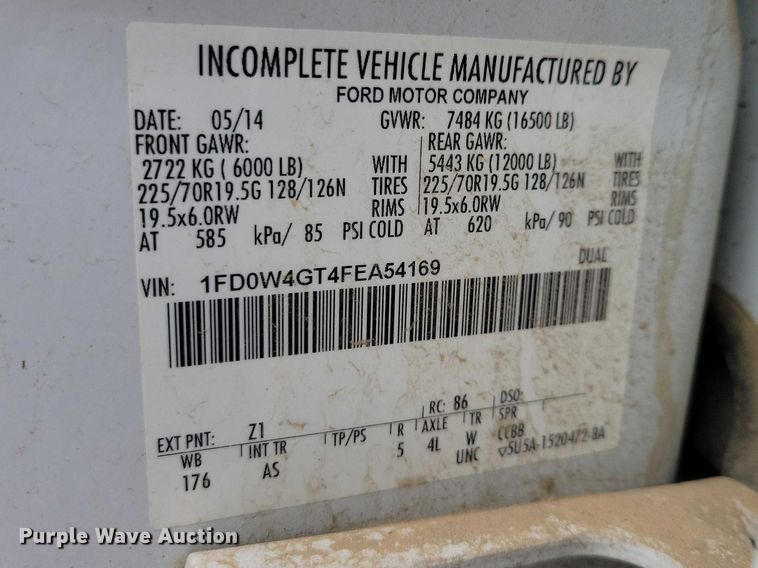 INCOMPLETE VEHICLE MANUFACTURED BY
FORD MOTOR COMPANY
DATE: 05/14 GVWR: 7484 KG (16500 LB)
FRONT GAWR: REAR GAWR:
2722 KG ( 6000 LB) WITH 5443 KG (12000 LB) WITH
225/70R19.5G 128/126N TIRES 225/70R19.5G 128/126N TIRES
19.5x6.0RW RIMS 19.5x6.0RW RIMS
AT 585 kPa/ 85 PSI COLD AT 620 kPa/ 90 PSI COLD
DUAL
VIN: 1FD0W4GT4FEA54169
EXT PNT: Z1 RC: 86 DSO:
WB INT TR TP/PS R AXLE TR SPR
176 AS 5 4L W CCBB
UNC ▽5U5A-1520472-BA
Purple Wave Auction®